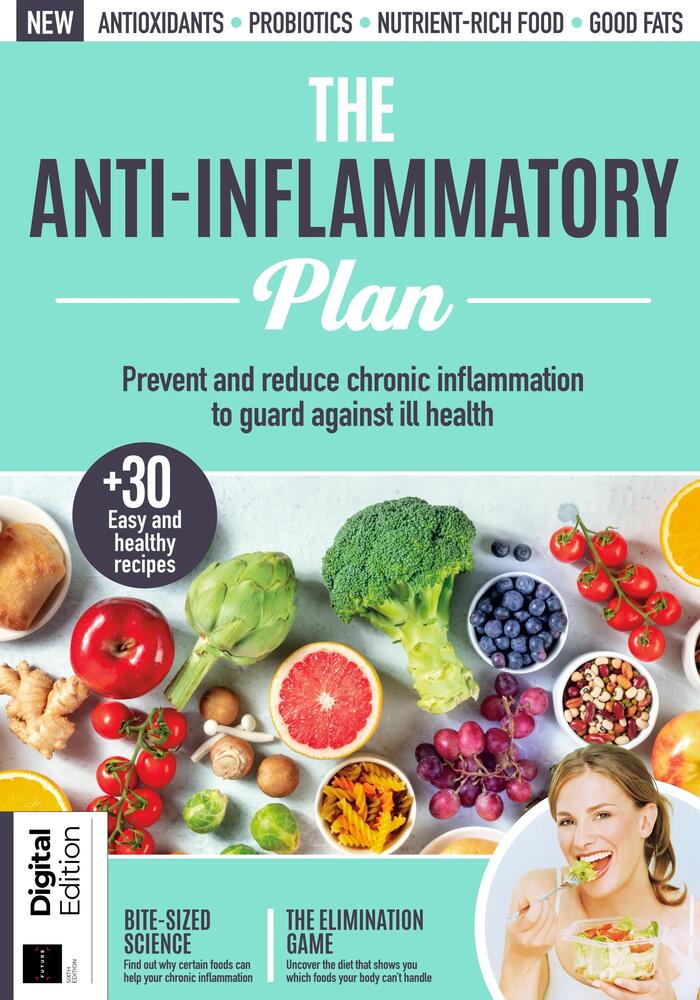 NEW ANTIOXIDANTS • PROBIOTICS • NUTRIENT-RICH FOOD • GOOD FATS
THE
ANTI-INFLAMMATORY
Plan
Prevent and reduce chronic inflammation
to guard against ill health
+30
Easy and
healthy
recipes
Digital
Edition
FUTURE
SIXTH
EDITION
BITE-SIZED
SCIENCE
Find out why certain foods can
help your chronic inflammation
THE ELIMINATION
GAME
Uncover the diet that shows you
which foods your body can't handle